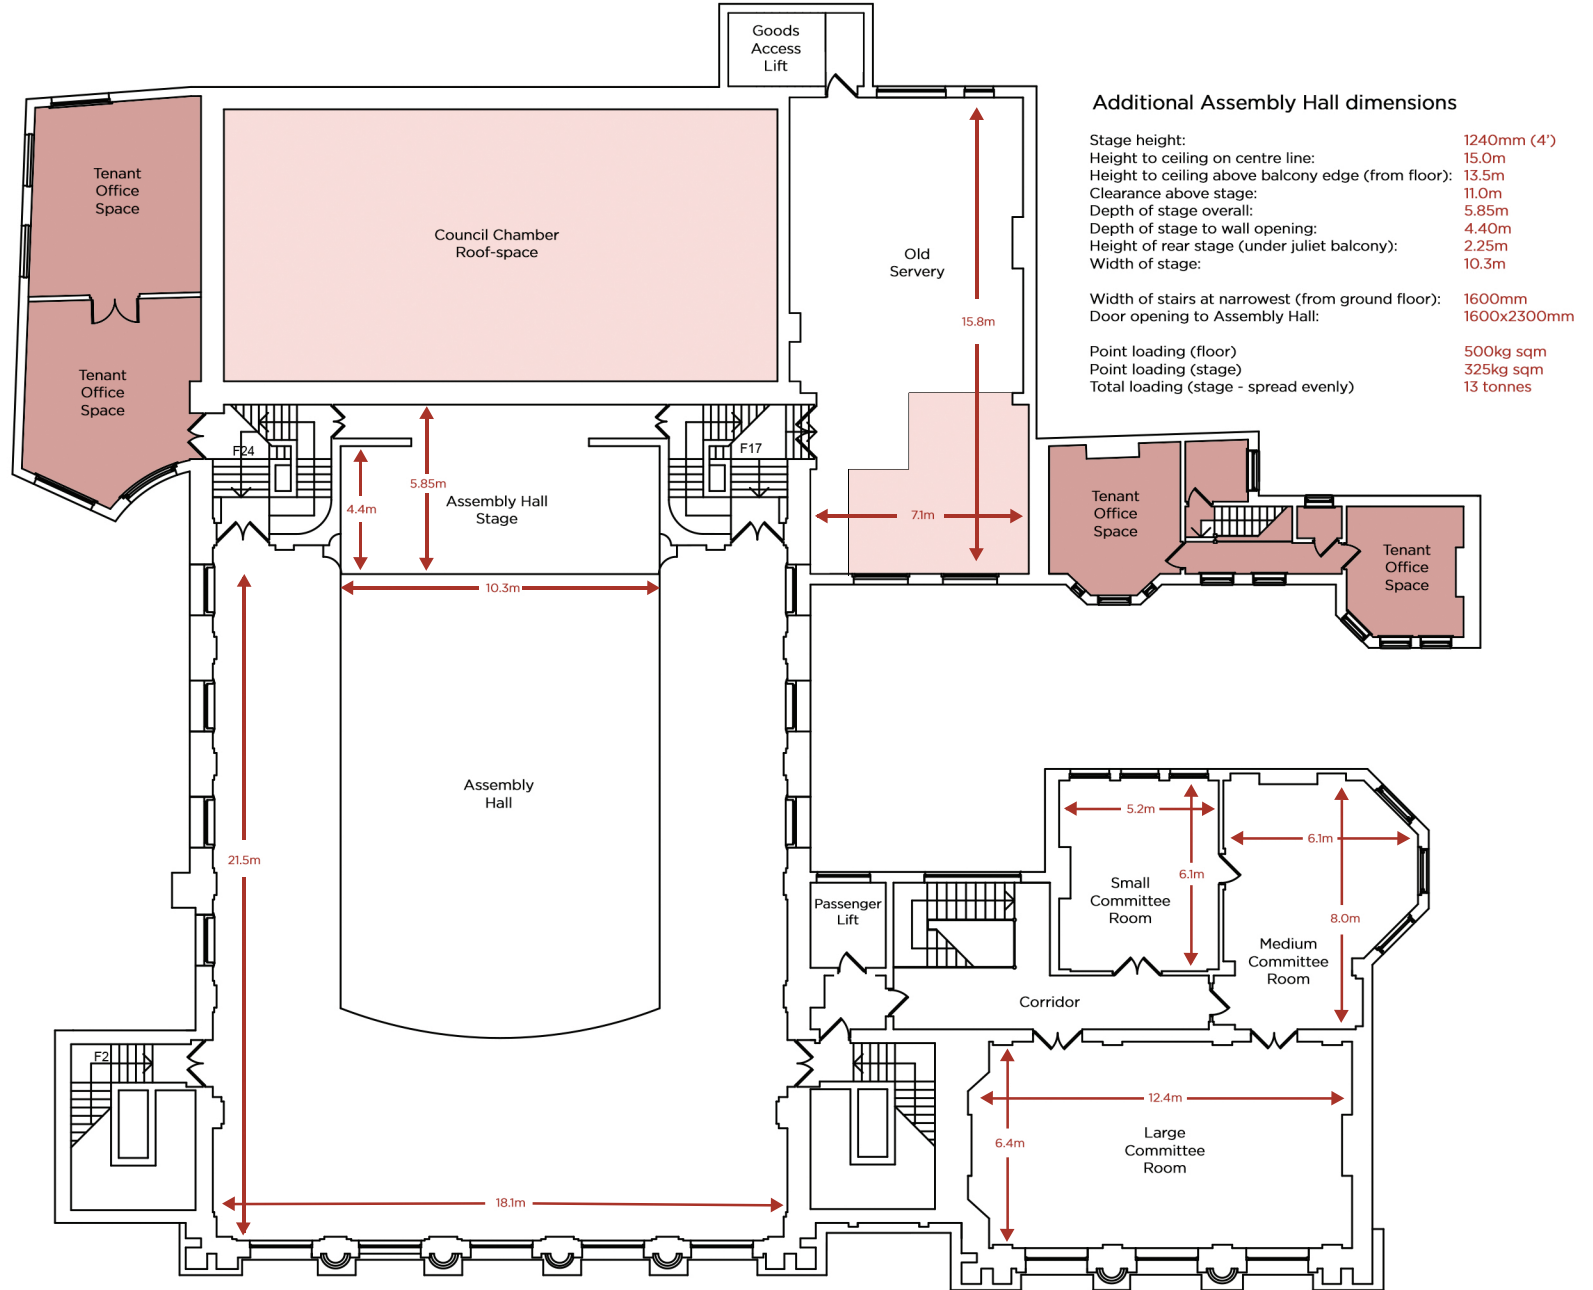 Goods
Access
Lift
Additional Assembly Hall dimensions
Stage height: 1240mm (4')
Height to ceiling on centre line: 15.0m
Height to ceiling above balcony edge (from floor): 13.5m
Clearance above stage: 11.0m
Depth of stage overall: 5.85m
Depth of stage to wall opening: 4.40m
Height of rear stage (under juliet balcony): 2.25m
Width of stage: 10.3m
Width of stairs at narrowest (from ground floor): 1600mm
Door opening to Assembly Hall: 1600x2300mm
Point loading (floor) 500kg sqm
Point loading (stage) 325kg sqm
Total loading (stage - spread evenly) 13 tonnes
Tenant
Office
Space
Council Chamber
Roof-space
Old
Servery
15.8m
Tenant
Office
Space
F24
F17
5.85m
4.4m
Assembly Hall
Stage
7.1m
Tenant
Office
Space
Tenant
Office
Space
10.3m
Assembly
Hall
21.5m
5.2m
6.1m
6.1m
Small
Committee
Room
Passenger
Lift
8.0m
Medium
Committee
Room
Corridor
F2
12.4m
6.4m
Large
Committee
Room
18.1m